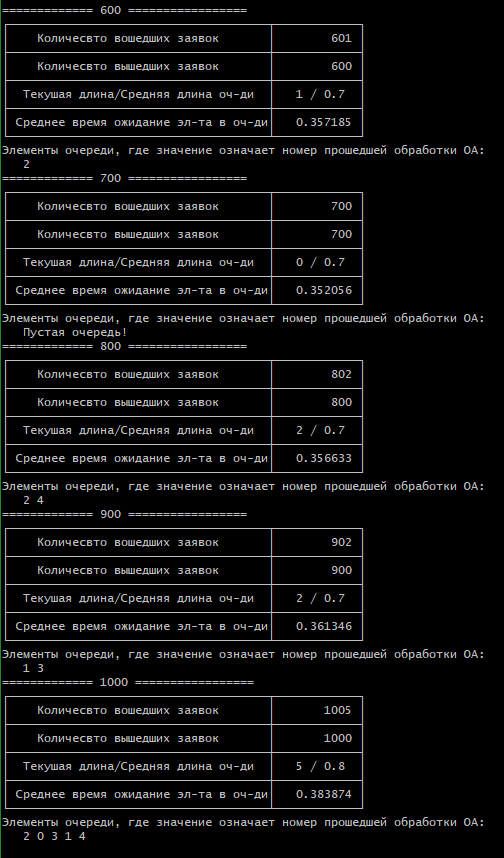 ============= 600 =================
Количесвто вошедших заявок 601
Количесвто вышедших заявок 600
Текушая длина/Средняя длина оч-ди 1 / 0.7
Среднее время ожидание эл-та в оч-ди 0.357185
Элементы очереди, где значение означает номер прошедшей обработки ОА:
2
============= 700 =================
Количесвто вошедших заявок 700
Количесвто вышедших заявок 700
Текушая длина/Средняя длина оч-ди 0 / 0.7
Среднее время ожидание эл-та в оч-ди 0.352056
Элементы очереди, где значение означает номер прошедшей обработки ОА:
Пустая очередь!
============= 800 =================
Количесвто вошедших заявок 802
Количесвто вышедших заявок 800
Текушая длина/Средняя длина оч-ди 2 / 0.7
Среднее время ожидание эл-та в оч-ди 0.356633
Элементы очереди, где значение означает номер прошедшей обработки ОА:
2 4
============= 900 =================
Количесвто вошедших заявок 902
Количесвто вышедших заявок 900
Текушая длина/Средняя длина оч-ди 2 / 0.7
Среднее время ожидание эл-та в оч-ди 0.361346
Элементы очереди, где значение означает номер прошедшей обработки ОА:
1 3
============= 1000 =================
Количесвто вошедших заявок 1005
Количесвто вышедших заявок 1000
Текушая длина/Средняя длина оч-ди 5 / 0.8
Среднее время ожидание эл-та в оч-ди 0.383874
Элементы очереди, где значение означает номер прошедшей обработки ОА:
2 0 3 1 4